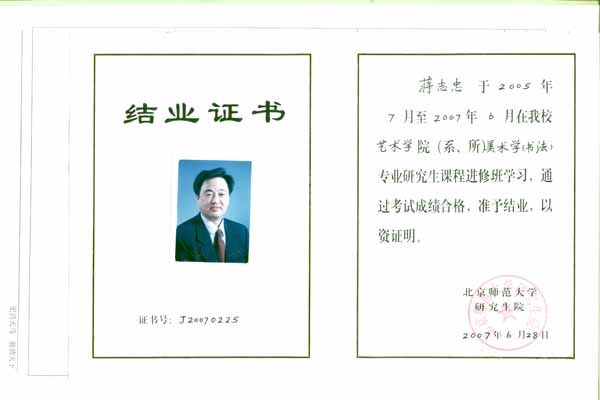 结业证书
证书号：J20070225
蒋志忠 于 2005 年
7 月至 2007 年 6 月在我校
艺术学院（系、所）美术学(书法)
专业研究生课程进修班学习，通
过考试成绩合格，准予结业，以
资证明。
北京师范大学
研究生院
2007年6月28日